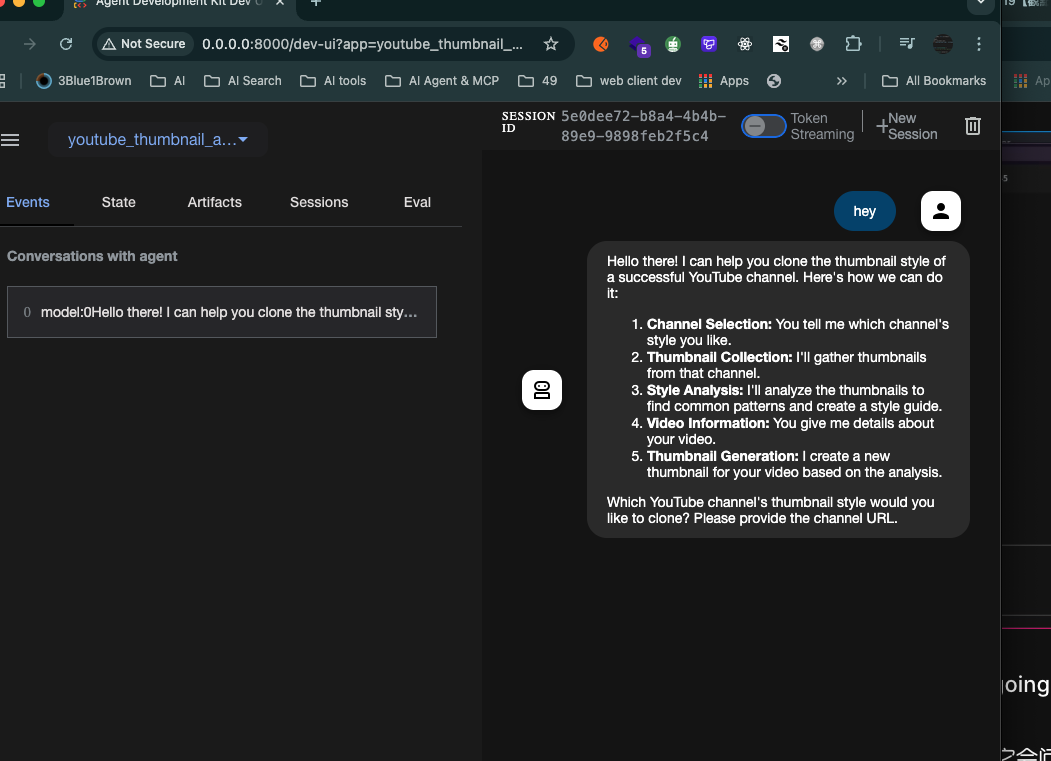 Agent Development Kit Dev
Not Secure 0.0.0.0:8000/dev-ui?app=youtube_thumbnail_... 5
3Blue1Brown AI AI Search AI tools AI Agent & MCP 49 web client dev Apps » All Bookmarks
youtube_thumbnail_a...
SESSION ID 5e0dee72-b8a4-4b4b-
89e9-9898feb2f5c4
Token
Streaming
New
Session
Events State Artifacts Sessions Eval
Conversations with agent
0 model:0Hello there! I can help you clone the thumbnail sty...
hey
Hello there! I can help you clone the thumbnail style of
a successful YouTube channel. Here's how we can do
it:
1. Channel Selection: You tell me which channel's
style you like.
2. Thumbnail Collection: I'll gather thumbnails
from that channel.
3. Style Analysis: I'll analyze the thumbnails to
find common patterns and create a style guide.
4. Video Information: You give me details about
your video.
5. Thumbnail Generation: I create a new
thumbnail for your video based on the analysis.
Which YouTube channel's thumbnail style would you
like to clone? Please provide the channel URL.